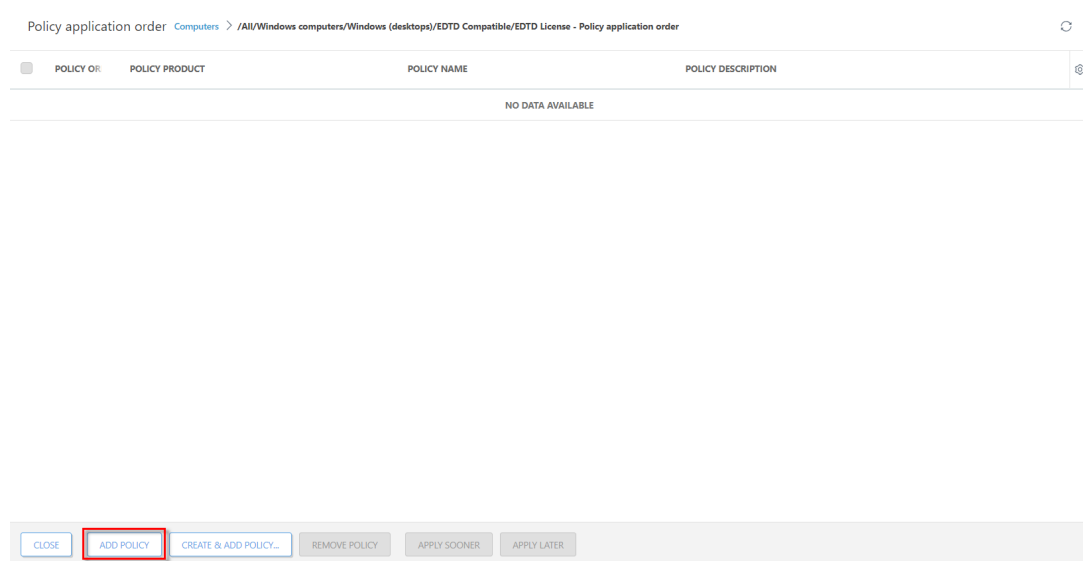 Policy application order Computers > /All/Windows computers/Windows (desktops)/EDTD Compatible/EDTD License - Policy application order
POLICY OR POLICY PRODUCT POLICY NAME POLICY DESCRIPTION
NO DATA AVAILABLE
CLOSE ADD POLICY CREATE & ADD POLICY... REMOVE POLICY APPLY SOONER APPLY LATER